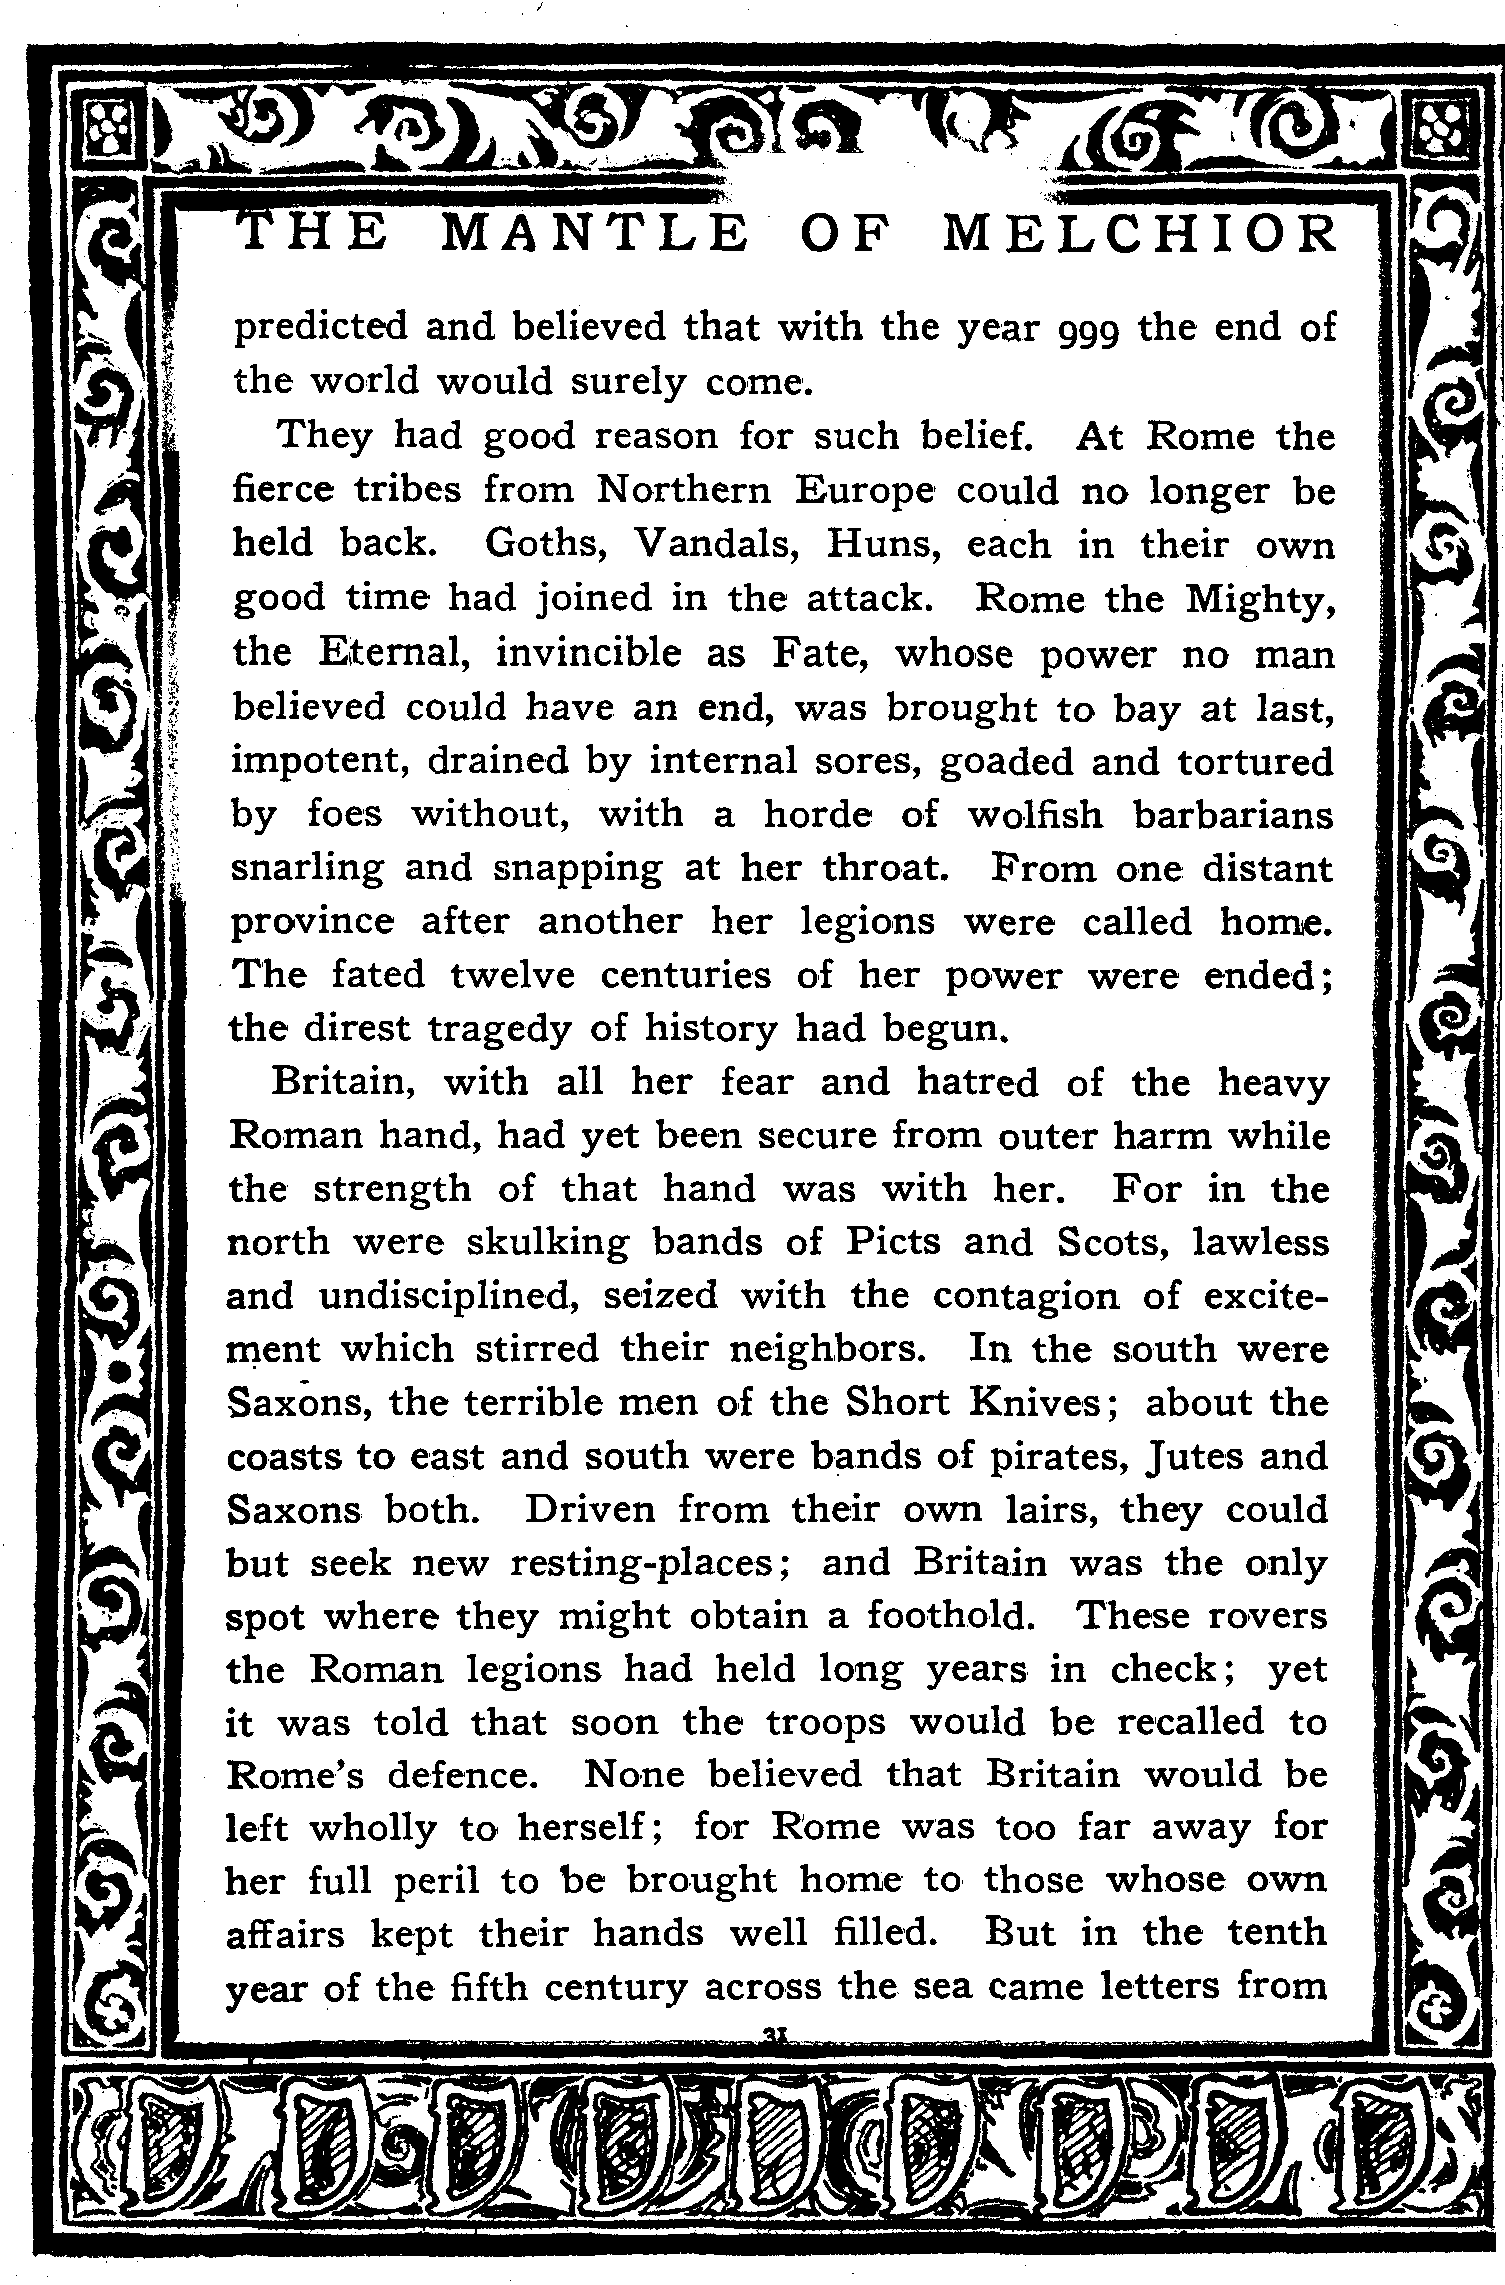 THE MANTLE OF MELCHIOR
predicted and believed that with the year 999 the end of
the world would surely come.
They had good reason for such belief. At Rome the
fierce tribes from Northern Europe could no longer be
held back. Goths, Vandals, Huns, each in their own
good time had joined in the attack. Rome the Mighty,
the Eternal, invincible as Fate, whose power no man
believed could have an end, was brought to bay at last,
impotent, drained by internal sores, goaded and tortured
by foes without, with a horde of wolfish barbarians
snarling and snapping at her throat. From one distant
province after another her legions were called home.
The fated twelve centuries of her power were ended;
the direst tragedy of history had begun.
Britain, with all her fear and hatred of the heavy
Roman hand, had yet been secure from outer harm while
the strength of that hand was with her. For in the
north were skulking bands of Picts and Scots, lawless
and undisciplined, seized with the contagion of excite-
ment which stirred their neighbors. In the south were
Saxons, the terrible men of the Short Knives; about the
coasts to east and south were bands of pirates, Jutes and
Saxons both. Driven from their own lairs, they could
but seek new resting-places; and Britain was the only
spot where they might obtain a foothold. These rovers
the Roman legions had held long years in check; yet
it was told that soon the troops would be recalled to
Rome's defence. None believed that Britain would be
left wholly to herself; for Rome was too far away for
her full peril to be brought home to those whose own
affairs kept their hands well filled. But in the tenth
year of the fifth century across the sea came letters from
31